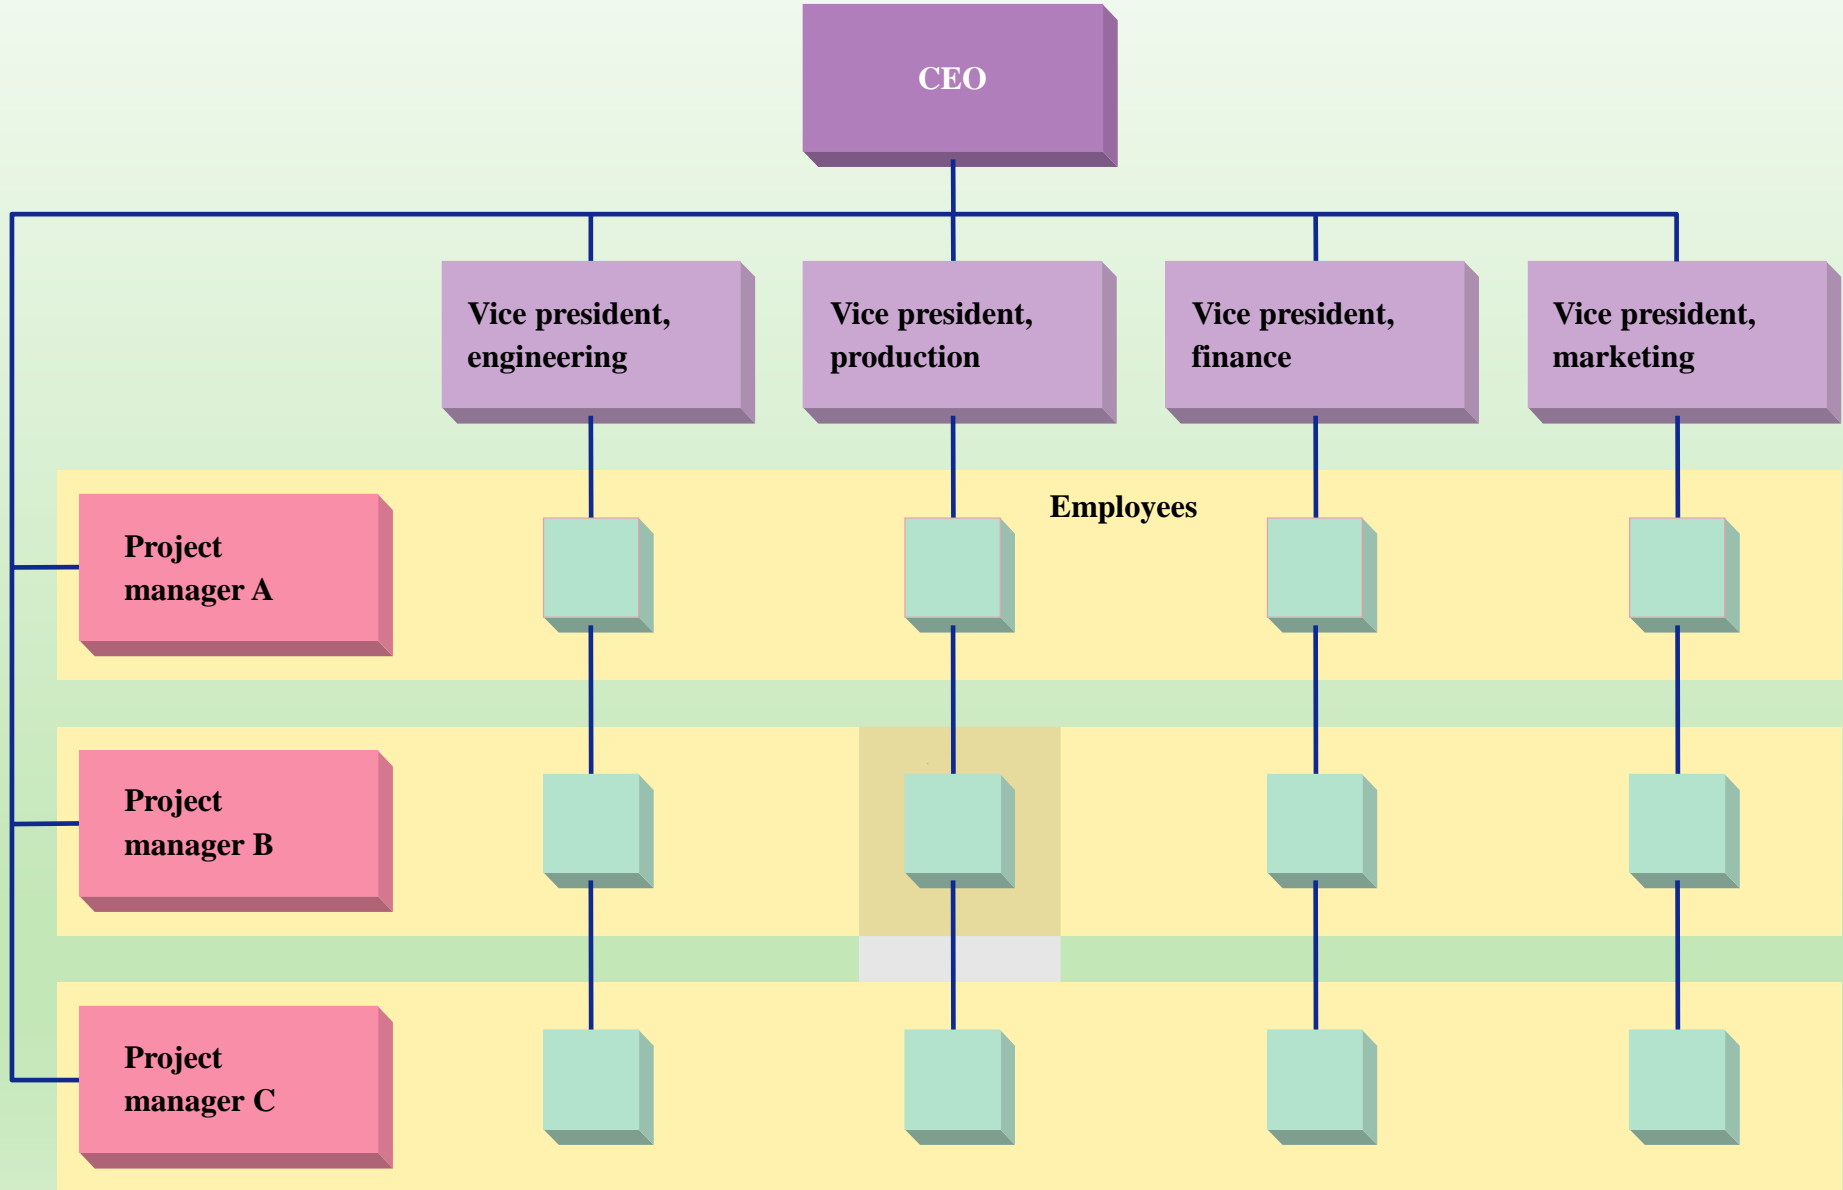 CEO
Vice president,
engineering
Vice president,
production
Vice president,
finance
Vice president,
marketing
Employees
Project
manager A
Project
manager B
Project
manager C